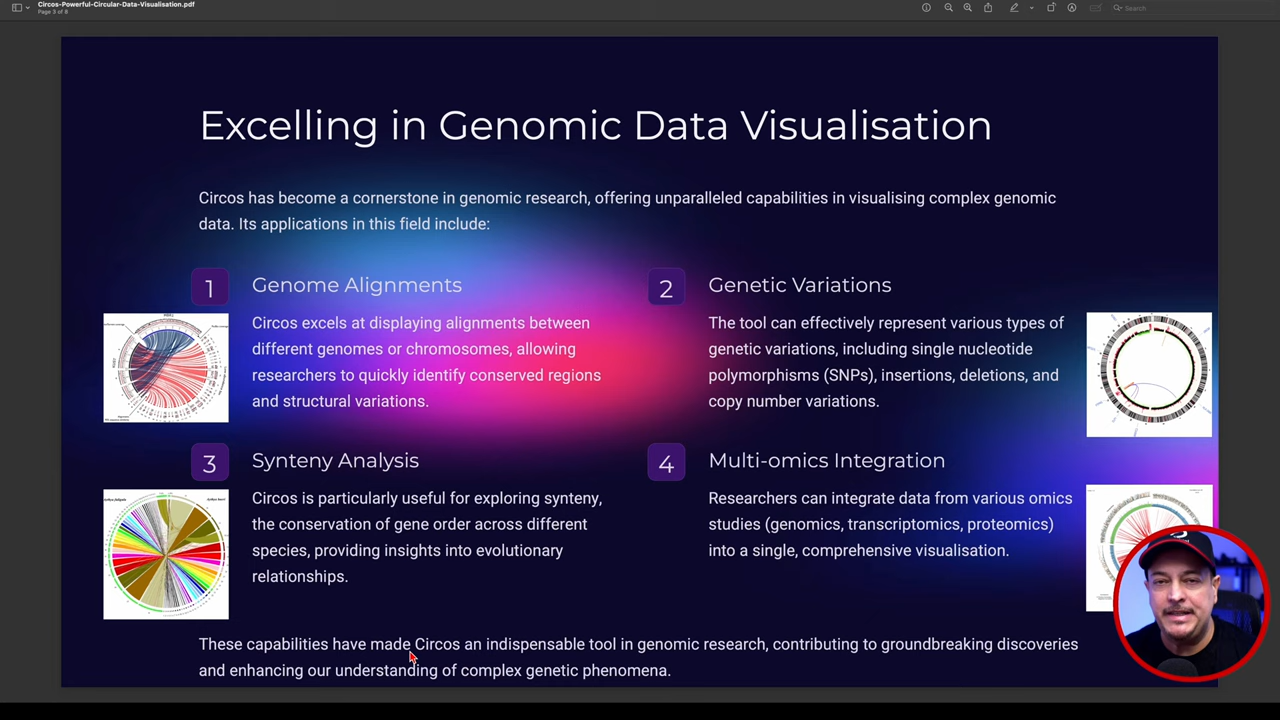 Circos-Powerful-Circular-Data-Visualisation.pdf
Page 3 of 8
Search
Excelling in Genomic Data Visualisation
Circos has become a cornerstone in genomic research, offering unparalleled capabilities in visualising complex genomic
data. Its applications in this field include:
1
Genome Alignments
Circos excels at displaying alignments between
different genomes or chromosomes, allowing
researchers to quickly identify conserved regions
and structural variations.
2
Genetic Variations
The tool can effectively represent various types of
genetic variations, including single nucleotide
polymorphisms (SNPs), insertions, deletions, and
copy number variations.
3
Synteny Analysis
Circos is particularly useful for exploring synteny,
the conservation of gene order across different
species, providing insights into evolutionary
relationships.
4
Multi-omics Integration
Researchers can integrate data from various omics
studies (genomics, transcriptomics, proteomics)
into a single, comprehensive visualisation.
These capabilities have made Circos an indispensable tool in genomic research, contributing to groundbreaking discoveries
and enhancing our understanding of complex genetic phenomena.